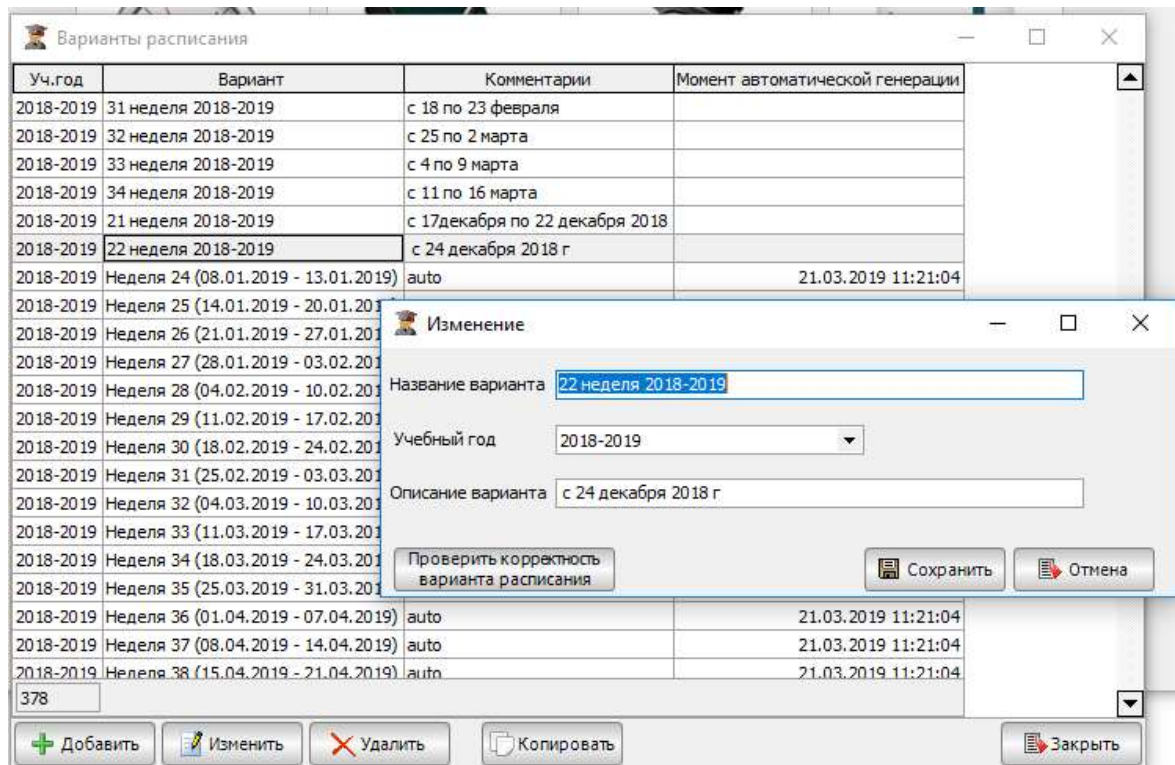 Варианты расписания
Уч.год Вариант Комментарии Момент автоматической генерации
2018-2019 31 неделя 2018-2019 с 18 по 23 февраля
2018-2019 32 неделя 2018-2019 с 25 по 2 марта
2018-2019 33 неделя 2018-2019 с 4 по 9 марта
2018-2019 34 неделя 2018-2019 с 11 по 16 марта
2018-2019 21 неделя 2018-2019 с 17декабря по 22 декабря 2018
2018-2019 22 неделя 2018-2019 с 24 декабря 2018 г
2018-2019 Неделя 24 (08.01.2019 - 13.01.2019) auto 21.03.2019 11:21:04
2018-2019 Неделя 25 (14.01.2019 - 20.01.201
2018-2019 Неделя 26 (21.01.2019 - 27.01.201
2018-2019 Неделя 27 (28.01.2019 - 03.02.201
2018-2019 Неделя 28 (04.02.2019 - 10.02.201
2018-2019 Неделя 29 (11.02.2019 - 17.02.201
2018-2019 Неделя 30 (18.02.2019 - 24.02.201
2018-2019 Неделя 31 (25.02.2019 - 03.03.201
2018-2019 Неделя 32 (04.03.2019 - 10.03.201
2018-2019 Неделя 33 (11.03.2019 - 17.03.201
2018-2019 Неделя 34 (18.03.2019 - 24.03.201
2018-2019 Неделя 35 (25.03.2019 - 31.03.201
2018-2019 Неделя 36 (01.04.2019 - 07.04.2019) auto 21.03.2019 11:21:04
2018-2019 Неделя 37 (08.04.2019 - 14.04.2019) auto 21.03.2019 11:21:04
2018-2019 Неделя 38 (15.04.2019 - 21.04.2019) auto 21.03.2019 11:21:04
378
Добавить Изменить Удалить Копировать Закрыть
Изменение
Название варианта 22 неделя 2018-2019
Учебный год 2018-2019
Описание варианта с 24 декабря 2018 г
Проверить корректность
варианта расписания
Сохранить Отмена